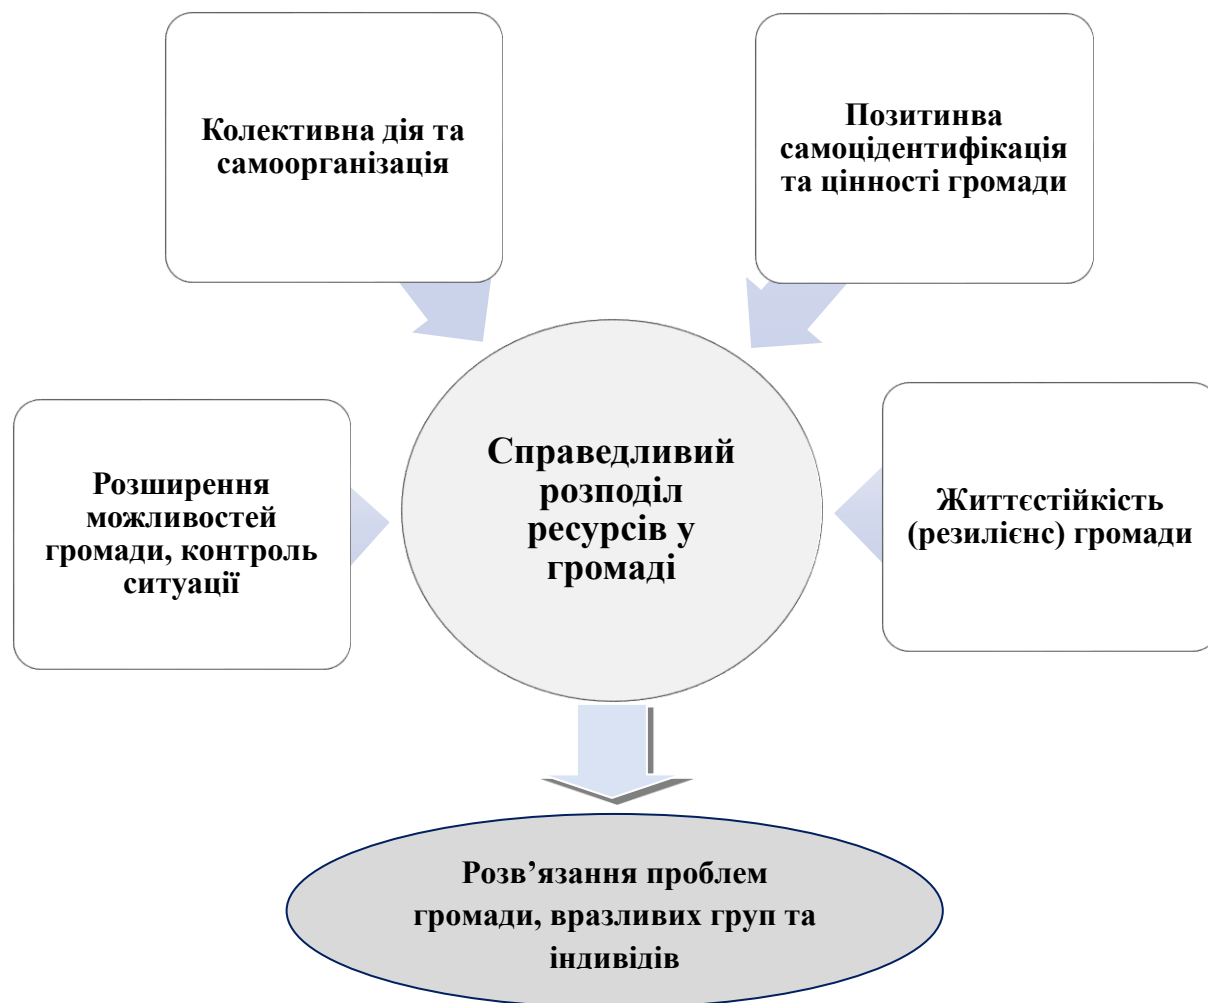 Колективна дія та
самоорганізація
Позитинва
самоцідентифікація
та цінності громади
Розширення
можливостей
громади, контроль
ситуації
Справедливий
розподіл
ресурсів у
громаді
Життєстійкість
(резилієнс) громади
Розв’язання проблем
громади, вразливих груп та
індивідів